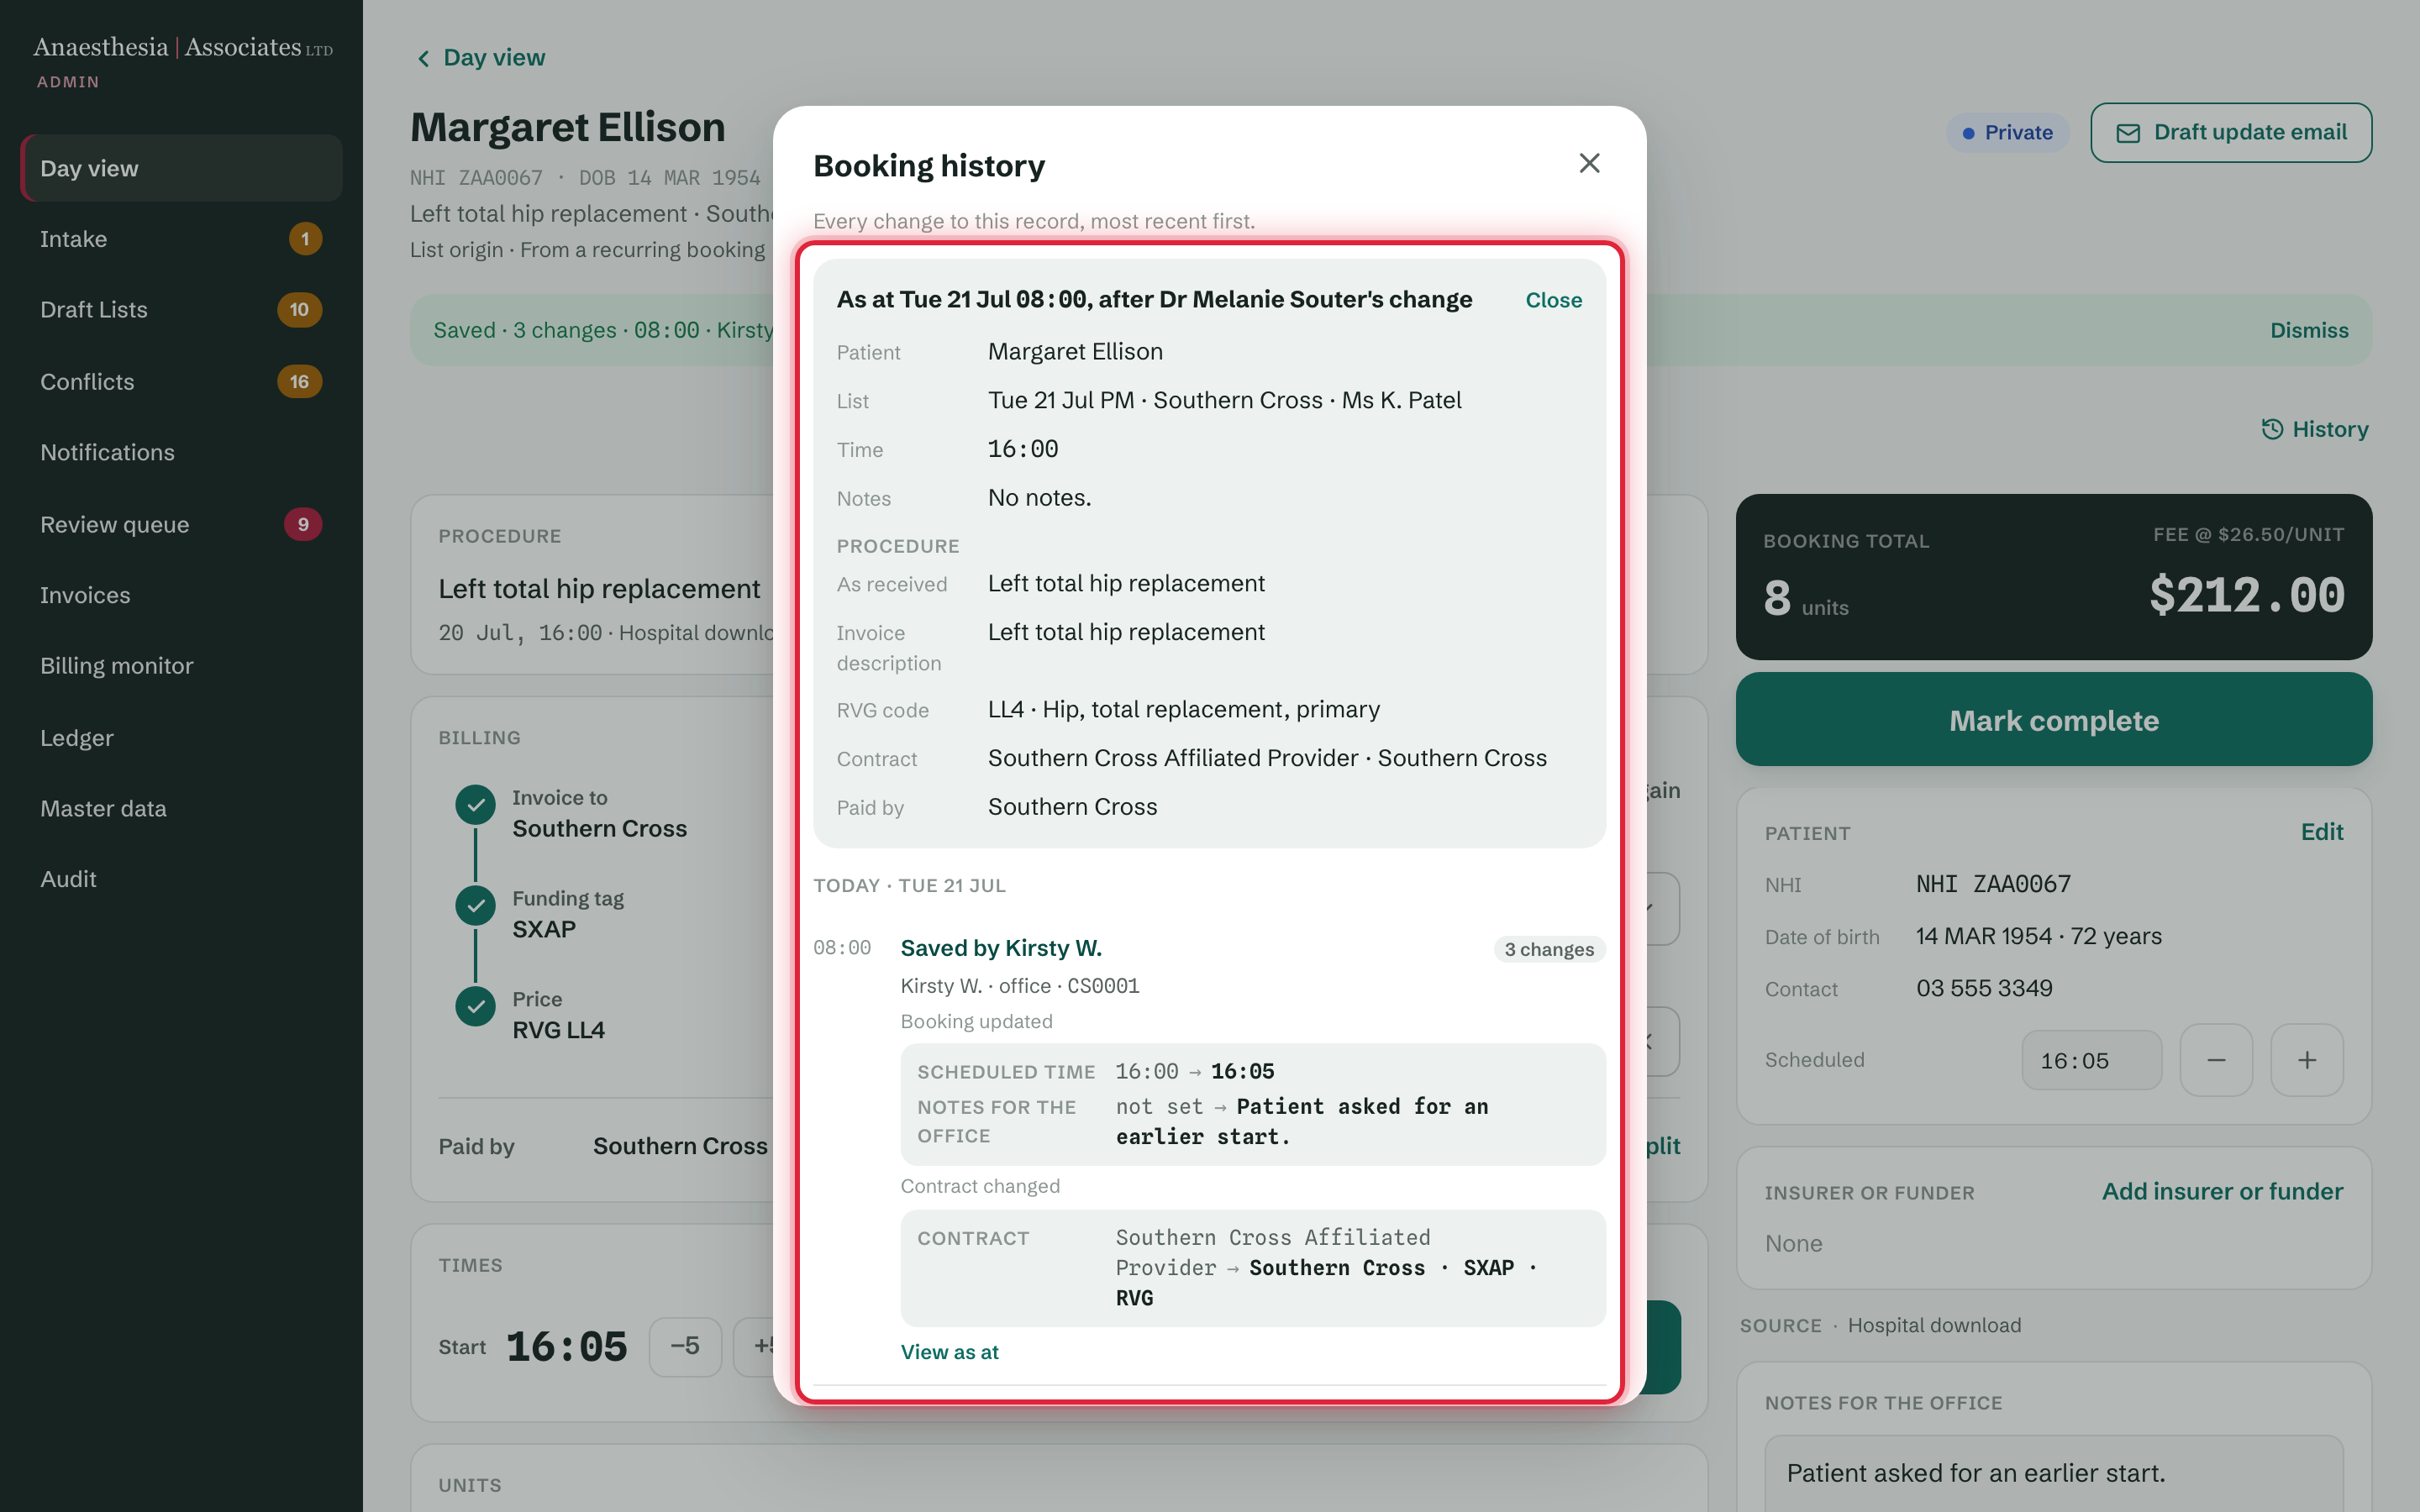 Anaesthesia | Associates LTD
ADMIN
Day view
Intake 1
Draft Lists 10
Conflicts 16
Notifications
Review queue 9
Invoices
Billing monitor
Ledger
Master data
Audit
Day view
Margaret Ellison
NHI ZAA0067 · DOB 14 MAR 1954
Left total hip replacement ·
List origin · From a recurring booking
Private
Draft update email
Saved · 3 changes · 08:00 · Kirsty
Dismiss
History
PROCEDURE
Left total hip replacement
20 Jul, 16:00 · Hospital
BILLING
Invoice to
Southern Cross
Funding tag
SXAP
Price
RVG LL4
Paid by Southern Cross
TIMES
Start 16:05 −5
UNITS
Booking history
Every change to this record, most recent first.
As at Tue 21 Jul 08:00, after Dr Melanie Souter's change Close
Patient Margaret Ellison
List Tue 21 Jul PM · Southern Cross · Ms K. Patel
Time 16:00
Notes No notes.
PROCEDURE
As received Left total hip replacement
Invoice description Left total hip replacement
RVG code LL4 · Hip, total replacement, primary
Contract Southern Cross Affiliated Provider · Southern Cross
Paid by Southern Cross
TODAY · TUE 21 JUL
08:00 Saved by Kirsty W. 3 changes
Kirsty W. · office · CS0001
Booking updated
SCHEDULED TIME 16:00 → 16:05
NOTES FOR THE OFFICE not set → Patient asked for an
earlier start.
Contract changed
CONTRACT Southern Cross Affiliated
Provider → Southern Cross · SXAP ·
RVG
View as at
BOOKING TOTAL FEE @ $26.50/UNIT
8 units $212.00
Mark complete
PATIENT Edit
NHI NHI ZAA0067
Date of birth 14 MAR 1954 · 72 years
Contact 03 555 3349
Scheduled 16:05 − +
INSURER OR FUNDER Add insurer or funder
None
SOURCE · Hospital download
NOTES FOR THE OFFICE
Patient asked for an earlier start.